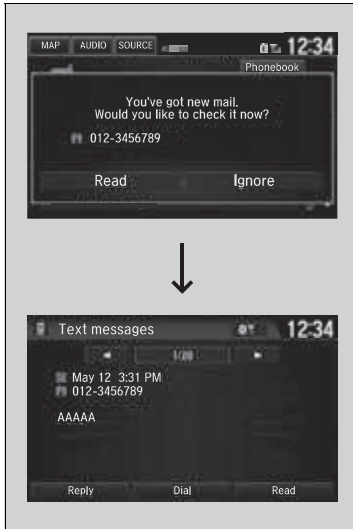 MAP AUDIO SOURCE 12:34
Phonebook
You've got new mail.
Would you like to check it now?
012-3456789
Read Ignore
Text messages 12:34
1/20
May 12 3:31 PM
012-3456789
AAAAA
Reply Dial Read